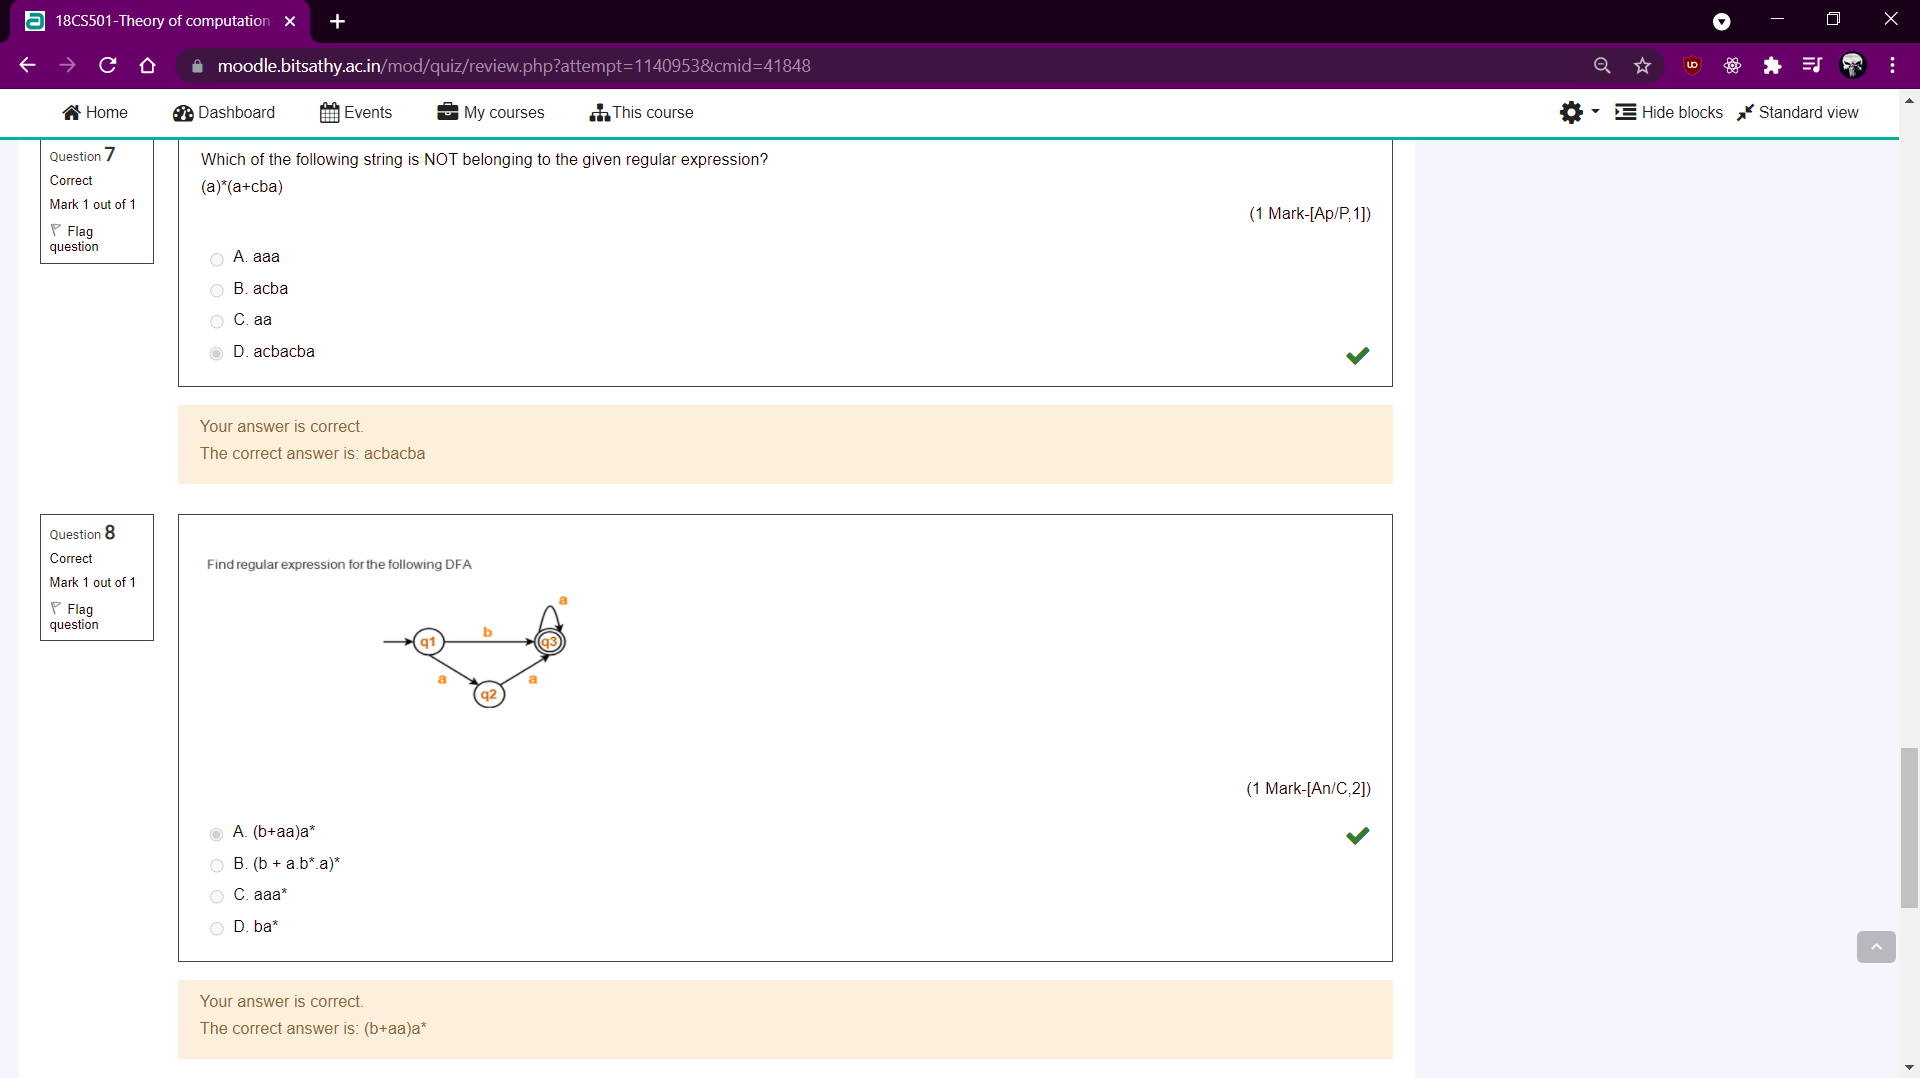 18CS501-Theory of computation
moodle.bitsathy.ac.in/mod/quiz/review.php?attempt=1140953&cmid=41848
Home Dashboard Events My courses This course Hide blocks Standard view
Question 7
Correct
Mark 1 out of 1
Flag
question
Which of the following string is NOT belonging to the given regular expression?
(a)*(a+cba)
(1 Mark-[Ap/P,1])
A. aaa
B. acba
C. aa
D. acbacba
Your answer is correct.
The correct answer is: acbacba
Question 8
Correct
Mark 1 out of 1
Flag
question
Find regular expression for the following DFA
a
b
q1
q3
a
a
q2
(1 Mark-[An/C,2])
A. (b+aa)a*
B. (b + a.b*.a)*
C. aaa*
D. ba*
Your answer is correct.
The correct answer is: (b+aa)a*